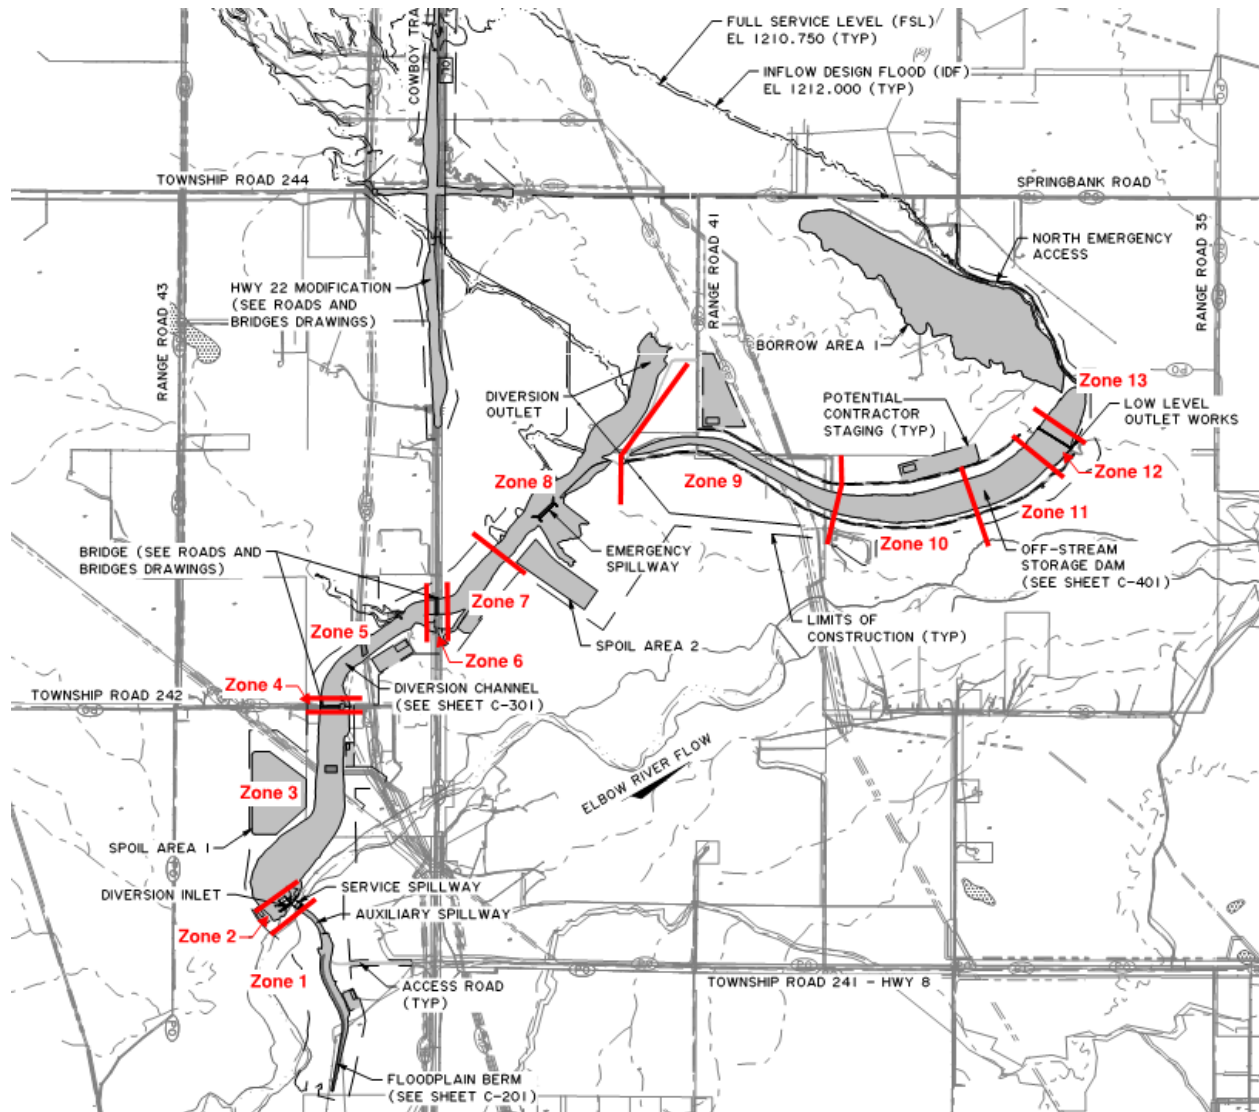 FULL SERVICE LEVEL (FSL)
EL 1210.750 (TYP)
INFLOW DESIGN FLOOD (IDF)
EL 1212.000 (TYP)
COWBOY TRA
TOWNSHIP ROAD 244
SPRINGBANK ROAD
NORTH EMERGENCY
ACCESS
RANGE ROAD 41
RANGE ROAD 35
RANGE ROAD 43
HWY 22 MODIFICATION
(SEE ROADS AND
BRIDGES DRAWINGS)
BORROW AREA 1
Zone 13
DIVERSION
OUTLET
POTENTIAL
CONTRACTOR
STAGING (TYP)
LOW LEVEL
OUTLET WORKS
Zone 12
Zone 8
Zone 9
Zone 11
Zone 10
BRIDGE (SEE ROADS AND
BRIDGES DRAWINGS)
EMERGENCY
SPILLWAY
OFF-STREAM
STORAGE DAM
(SEE SHEET C-401)
Zone 7
Zone 5
SPOIL AREA 2
LIMITS OF
CONSTRUCTION (TYP)
Zone 6
Zone 4
TOWNSHIP ROAD 242
DIVERSION CHANNEL
(SEE SHEET C-301)
ELBOW RIVER FLOW
Zone 3
SPOIL AREA 1
DIVERSION INLET
SERVICE SPILLWAY
AUXILIARY SPILLWAY
Zone 2
Zone 1
ACCESS ROAD
(TYP)
TOWNSHIP ROAD 241 - HWY 8
FLOODPLAIN BERM
(SEE SHEET C-201)